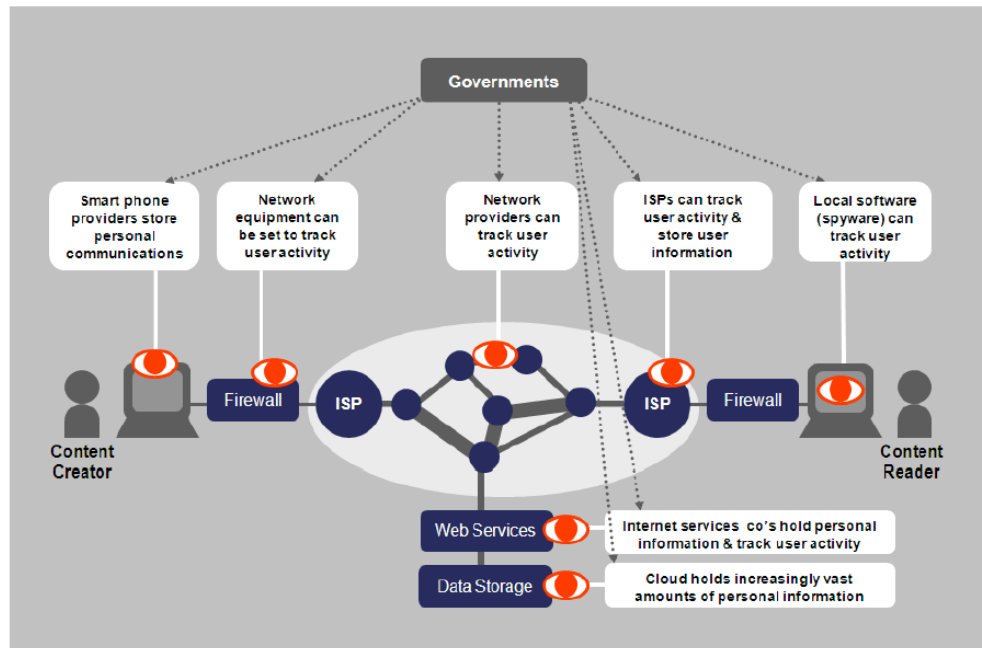 Governments
Smart phone
providers store
personal
communications
Network
equipment can
be set to track
user activity
Network
providers can
track user
activity
ISPs can track
user activity &
store user
information
Local software
(spyware) can
track user
activity
Firewall
ISP
ISP
Firewall
Content
Creator
Content
Reader
Web Services
Internet services co's hold personal
information & track user activity
Data Storage
Cloud holds increasingly vast
amounts of personal information